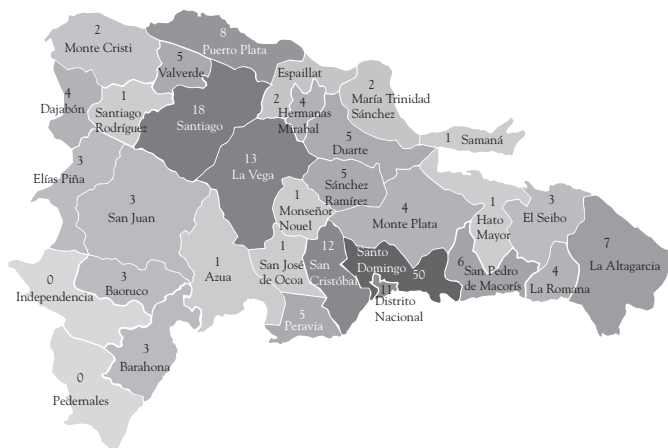 8
Puerto Plata
2
Monte Cristi
5
Valverde
Espaillat
2
4
Hermanas
Mirabal
2
María Trinidad
Sánchez
4
Dajabón
1
Santiago
Rodríguez
18
Santiago
5
Duarte
1 Samaná
13
La Vega
3
Elías Piña
3
San Juan
5
Sánchez
Ramírez
1
Monseñor
Nouel
4
Monte Plata
1
Hato
Mayor
3
El Seibo
7
La Altagarcia
0
Independencia
3
Baoruco
1
Azua
1
San José
de Ocoa
12
San
Cristóbal
Santo
Domingo
50
11
Distrito
Nacional
6
San Pedro
de Macorís
4
La Romana
5
Peravia
3
Barahona
0
Pedernales